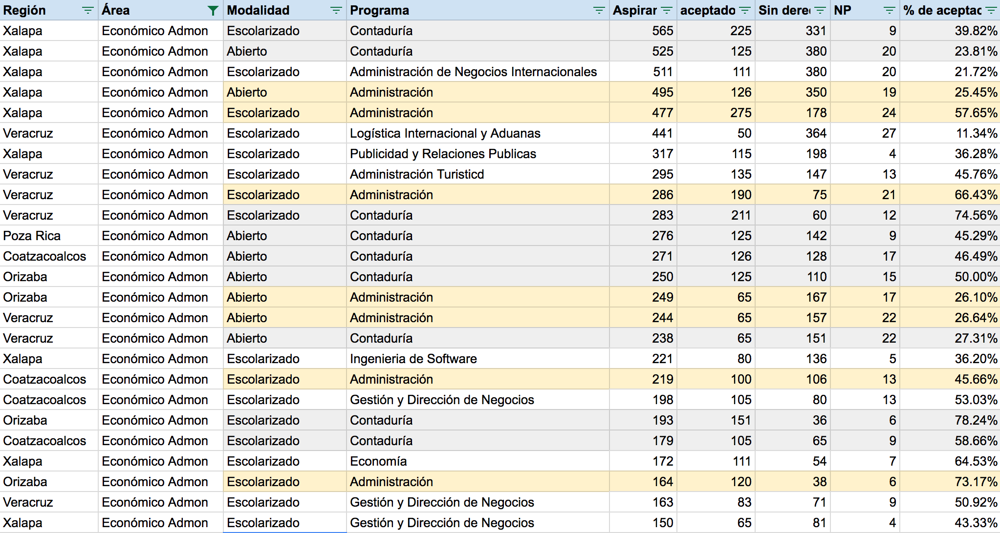 Región Área Modalidad Programa Aspirar aceptado Sin dere NP % de aceptac
Xalapa Económico Admon Escolarizado Contaduría 565 225 331 9 39.82%
Xalapa Económico Admon Abierto Contaduría 525 125 380 20 23.81%
Xalapa Económico Admon Escolarizado Administración de Negocios Internacionales 511 111 380 20 21.72%
Xalapa Económico Admon Abierto Administración 495 126 350 19 25.45%
Xalapa Económico Admon Escolarizado Administración 477 275 178 24 57.65%
Veracruz Económico Admon Escolarizado Logística Internacional y Aduanas 441 50 364 27 11.34%
Xalapa Económico Admon Escolarizado Publicidad y Relaciones Publicas 317 115 198 4 36.28%
Veracruz Económico Admon Escolarizado Administración Turisticd 295 135 147 13 45.76%
Veracruz Económico Admon Escolarizado Administración 286 190 75 21 66.43%
Veracruz Económico Admon Escolarizado Contaduría 283 211 60 12 74.56%
Poza Rica Económico Admon Abierto Contaduría 276 125 142 9 45.29%
Coatzacoalcos Económico Admon Abierto Contaduría 271 126 128 17 46.49%
Orizaba Económico Admon Abierto Contaduría 250 125 110 15 50.00%
Orizaba Económico Admon Abierto Administración 249 65 167 17 26.10%
Veracruz Económico Admon Abierto Administración 244 65 157 22 26.64%
Veracruz Económico Admon Abierto Contaduría 238 65 151 22 27.31%
Xalapa Económico Admon Escolarizado Ingenieria de Software 221 80 136 5 36.20%
Coatzacoalcos Económico Admon Escolarizado Administración 219 100 106 13 45.66%
Coatzacoalcos Económico Admon Escolarizado Gestión y Dirección de Negocios 198 105 80 13 53.03%
Orizaba Económico Admon Escolarizado Contaduría 193 151 36 6 78.24%
Coatzacoalcos Económico Admon Escolarizado Contaduría 179 105 65 9 58.66%
Xalapa Económico Admon Escolarizado Economía 172 111 54 7 64.53%
Orizaba Económico Admon Escolarizado Administración 164 120 38 6 73.17%
Veracruz Económico Admon Escolarizado Gestión y Dirección de Negocios 163 83 71 9 50.92%
Xalapa Económico Admon Escolarizado Gestión y Dirección de Negocios 150 65 81 4 43.33%